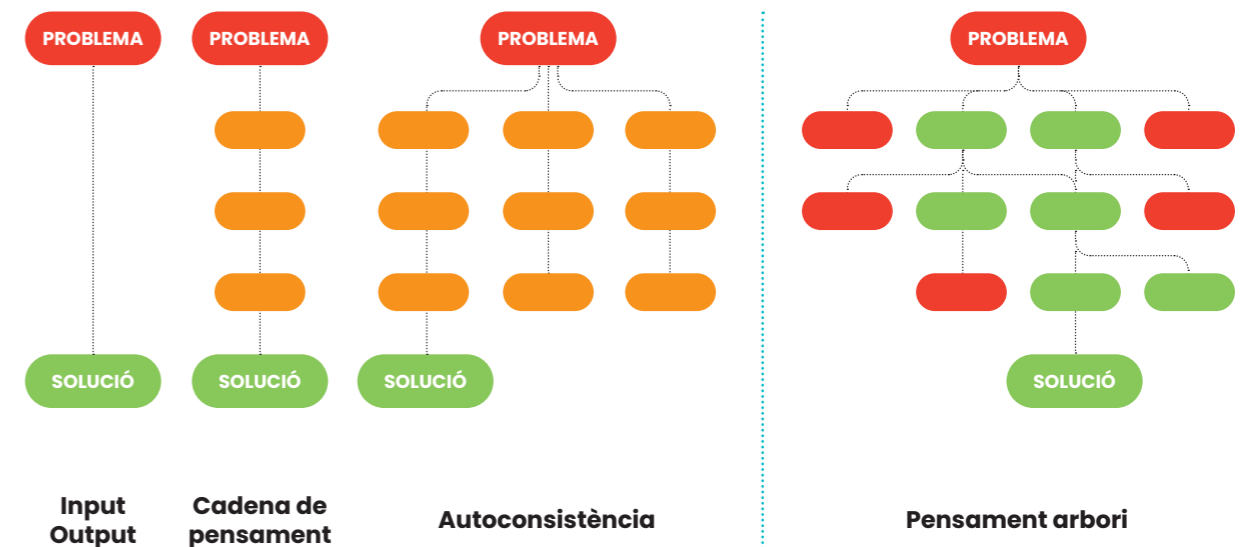 PROBLEMA
PROBLEMA
PROBLEMA
PROBLEMA
SOLUCIÓ
SOLUCIÓ
SOLUCIÓ
SOLUCIÓ
Input
Output
Cadena de
pensament
Autoconsistència
Pensament arbori